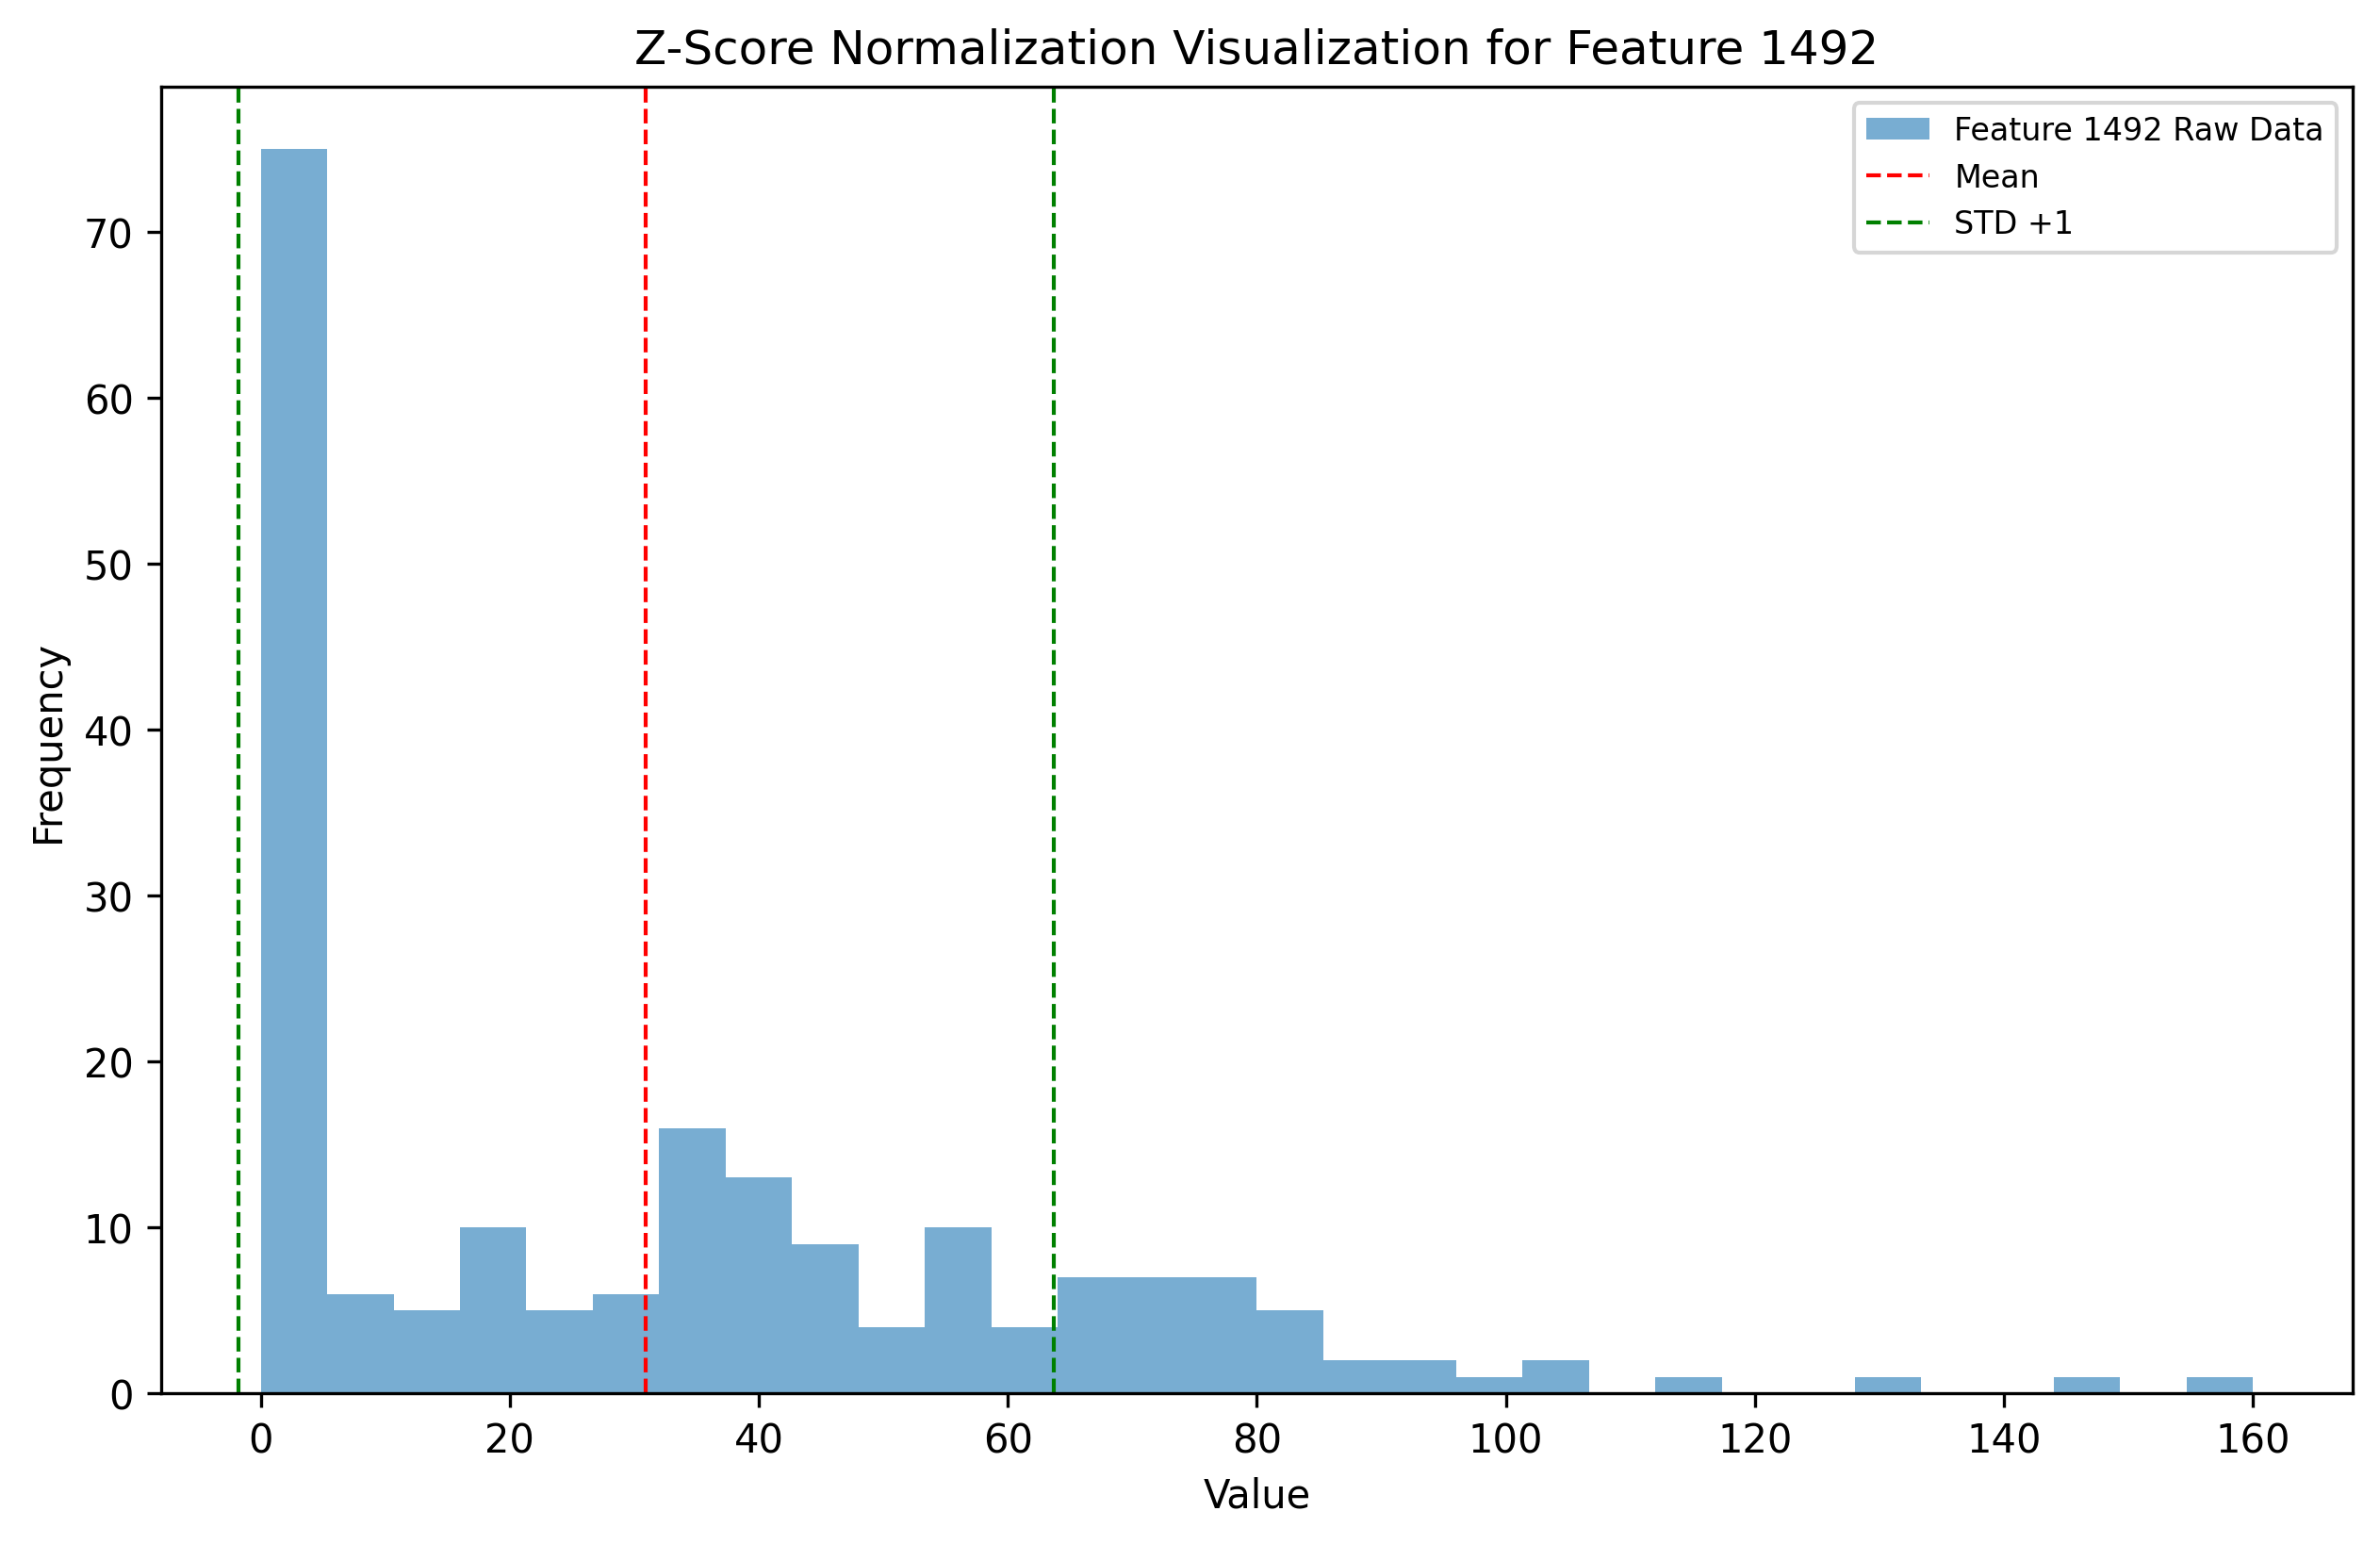 Z-Score Normalization Visualization for Feature 1492
Feature 1492 Raw Data
Mean
STD +1
70
60
50
40
30
20
10
0
Frequency
0 20 40 60 80 100 120 140 160
Value